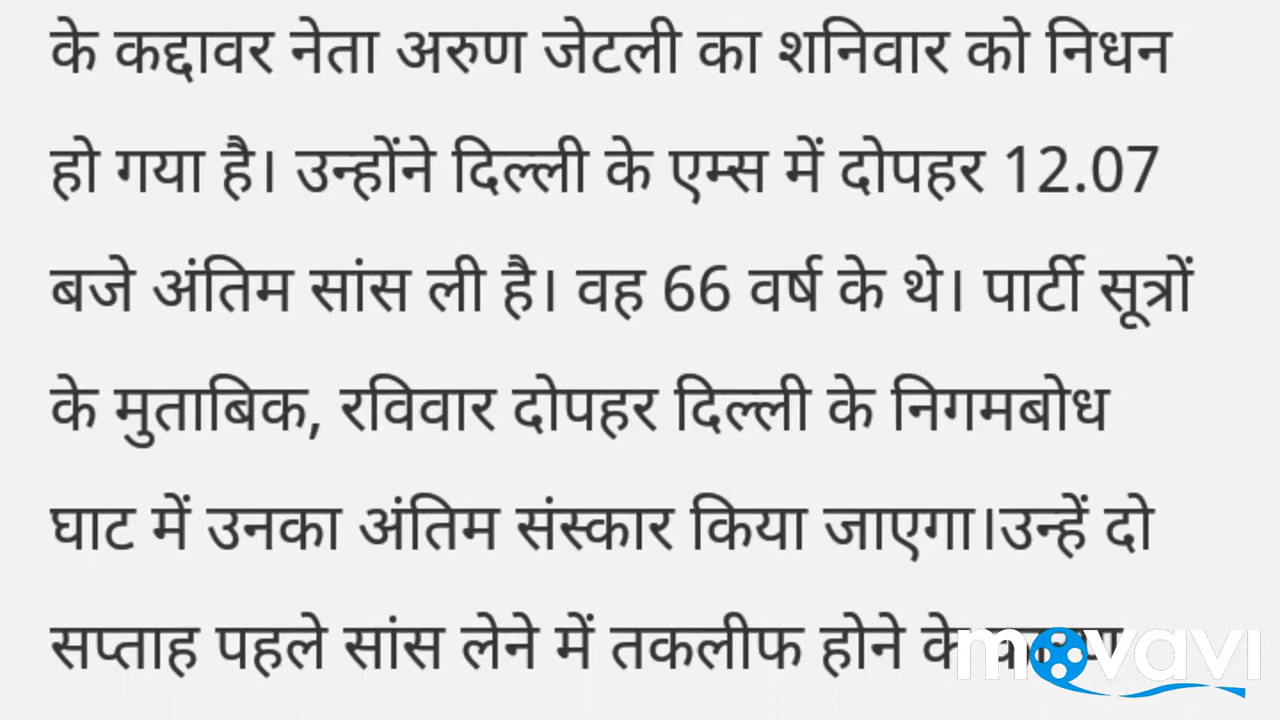 के कद्दावर नेता अरुण जेटली का शनिवार को निधन
हो गया है। उन्होंने दिल्ली के एम्स में दोपहर 12.07
बजे अंतिम सांस ली है। वह 66 वर्ष के थे। पार्टी सूत्रों
के मुताबिक, रविवार दोपहर दिल्ली के निगमबोध
घाट में उनका अंतिम संस्कार किया जाएगा।उन्हें दो
सप्ताह पहले सांस लेने में तकलीफ होने के
movavi